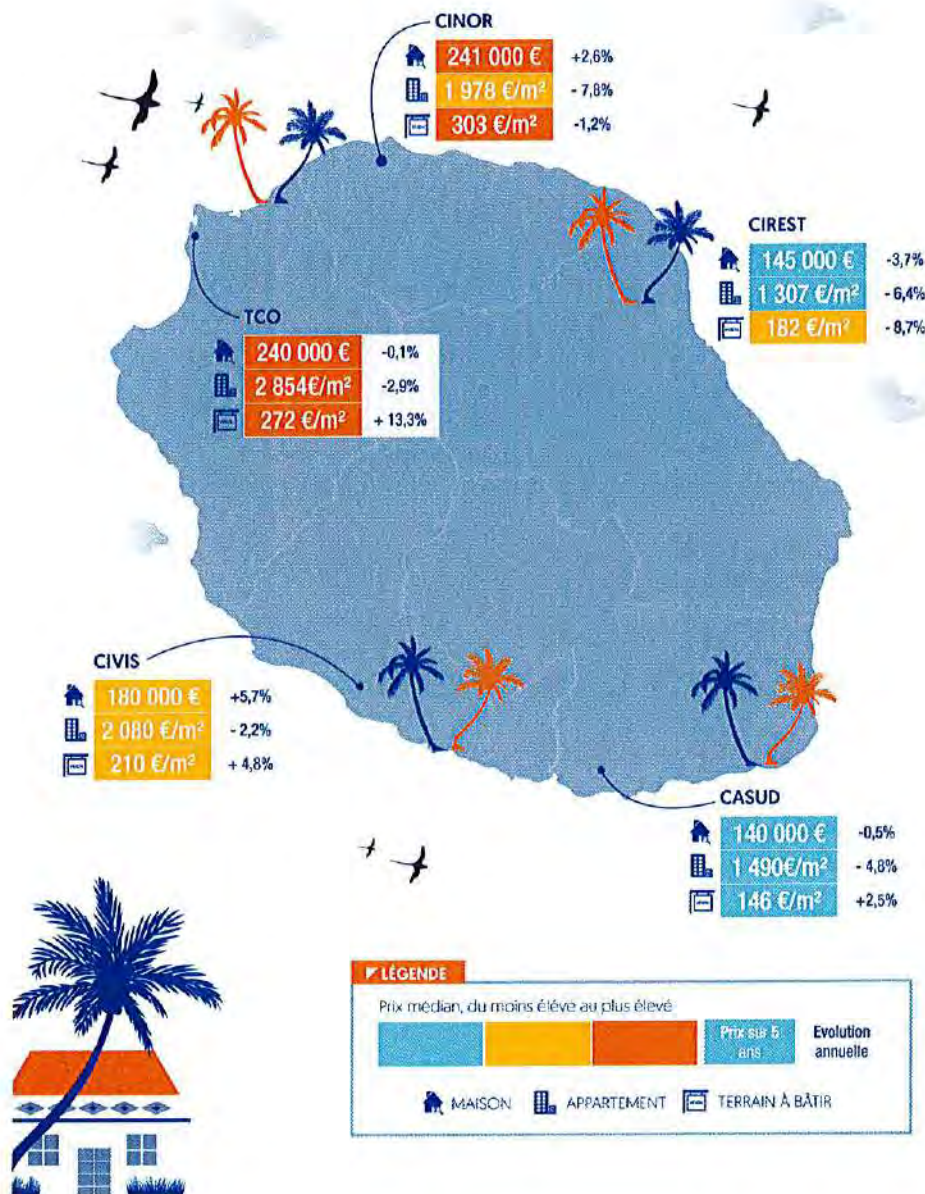 CINOR
241 000 € +2,6%
1 978 €/m² - 7,8%
303 €/m² -1,2%
CIREST
145 000 € -3,7%
1 307 €/m² - 6,4%
182 €/m² - 8,7%
TCO
240 000 € -0,1%
2 854€/m² -2,9%
272 €/m² + 13,3%
CIVIS
180 000 € +5,7%
2 080 €/m² - 2,2%
210 €/m² + 4,8%
CASUD
140 000 € -0,5%
1 490€/m² - 4,8%
146 €/m² +2,5%
LÉGENDE
Prix médian, du moins élevé au plus élevé
Prix sur 5 ans
Evolution annuelle
MAISON APPARTEMENT TERRAIN À BÂTIR